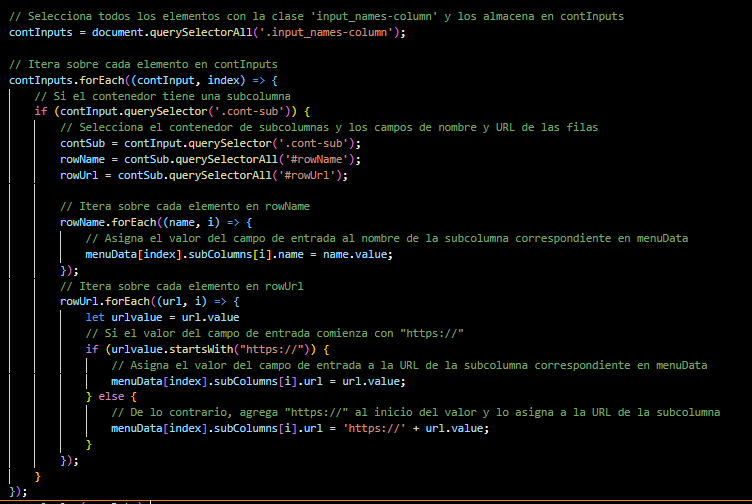 // Selecciona todos los elementos con la clase 'input_names-column' y los almacena en contInputs
contInputs = document.querySelectorAll('.input_names-column');
// Itera sobre cada elemento en contInputs
contInputs.forEach((contInput, index) => {
// Si el contenedor tiene una subcolumna
if (contInput.querySelector('.cont-sub')) {
// Selecciona el contenedor de subcolumnas y los campos de nombre y URL de las filas
contSub = contInput.querySelector('.cont-sub');
rowName = contSub.querySelectorAll('#rowName');
rowUrl = contSub.querySelectorAll('#rowUrl');
// Itera sobre cada elemento en rowName
rowName.forEach((name, i) => {
// Asigna el valor del campo de entrada al nombre de la subcolumna correspondiente en menuData
menuData[index].subColumns[i].name = name.value;
});
// Itera sobre cada elemento en rowUrl
rowUrl.forEach((url, i) => {
let urlvalue = url.value
// Si el valor del campo de entrada comienza con "https://"
if (urlvalue.startsWith("https://")) {
// Asigna el valor del campo de entrada a la URL de la subcolumna correspondiente en menuData
menuData[index].subColumns[i].url = url.value;
} else {
// De lo contrario, agrega "https://" al inicio del valor y lo asigna a la URL de la subcolumna
menuData[index].subColumns[i].url = 'https://' + url.value;
}
});
}
});